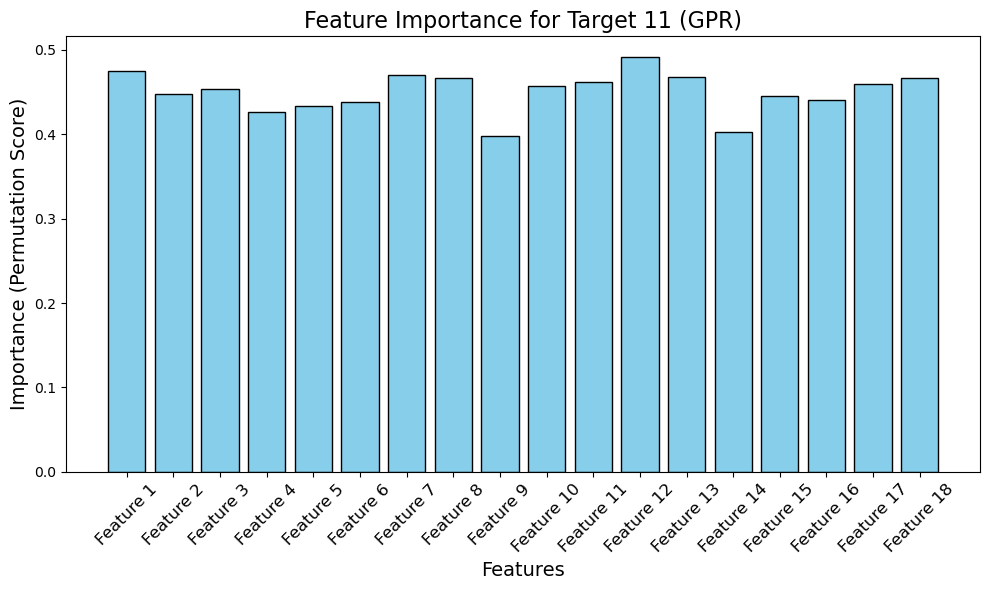 Feature Importance for Target 11 (GPR)
Importance (Permutation Score)
0.5
0.4
0.3
0.2
0.1
0.0
Feature 1
Feature 2
Feature 3
Feature 4
Feature 5
Feature 6
Feature 7
Feature 8
Feature 9
Feature 10
Feature 11
Feature 12
Feature 13
Feature 14
Feature 15
Feature 16
Feature 17
Feature 18
Features